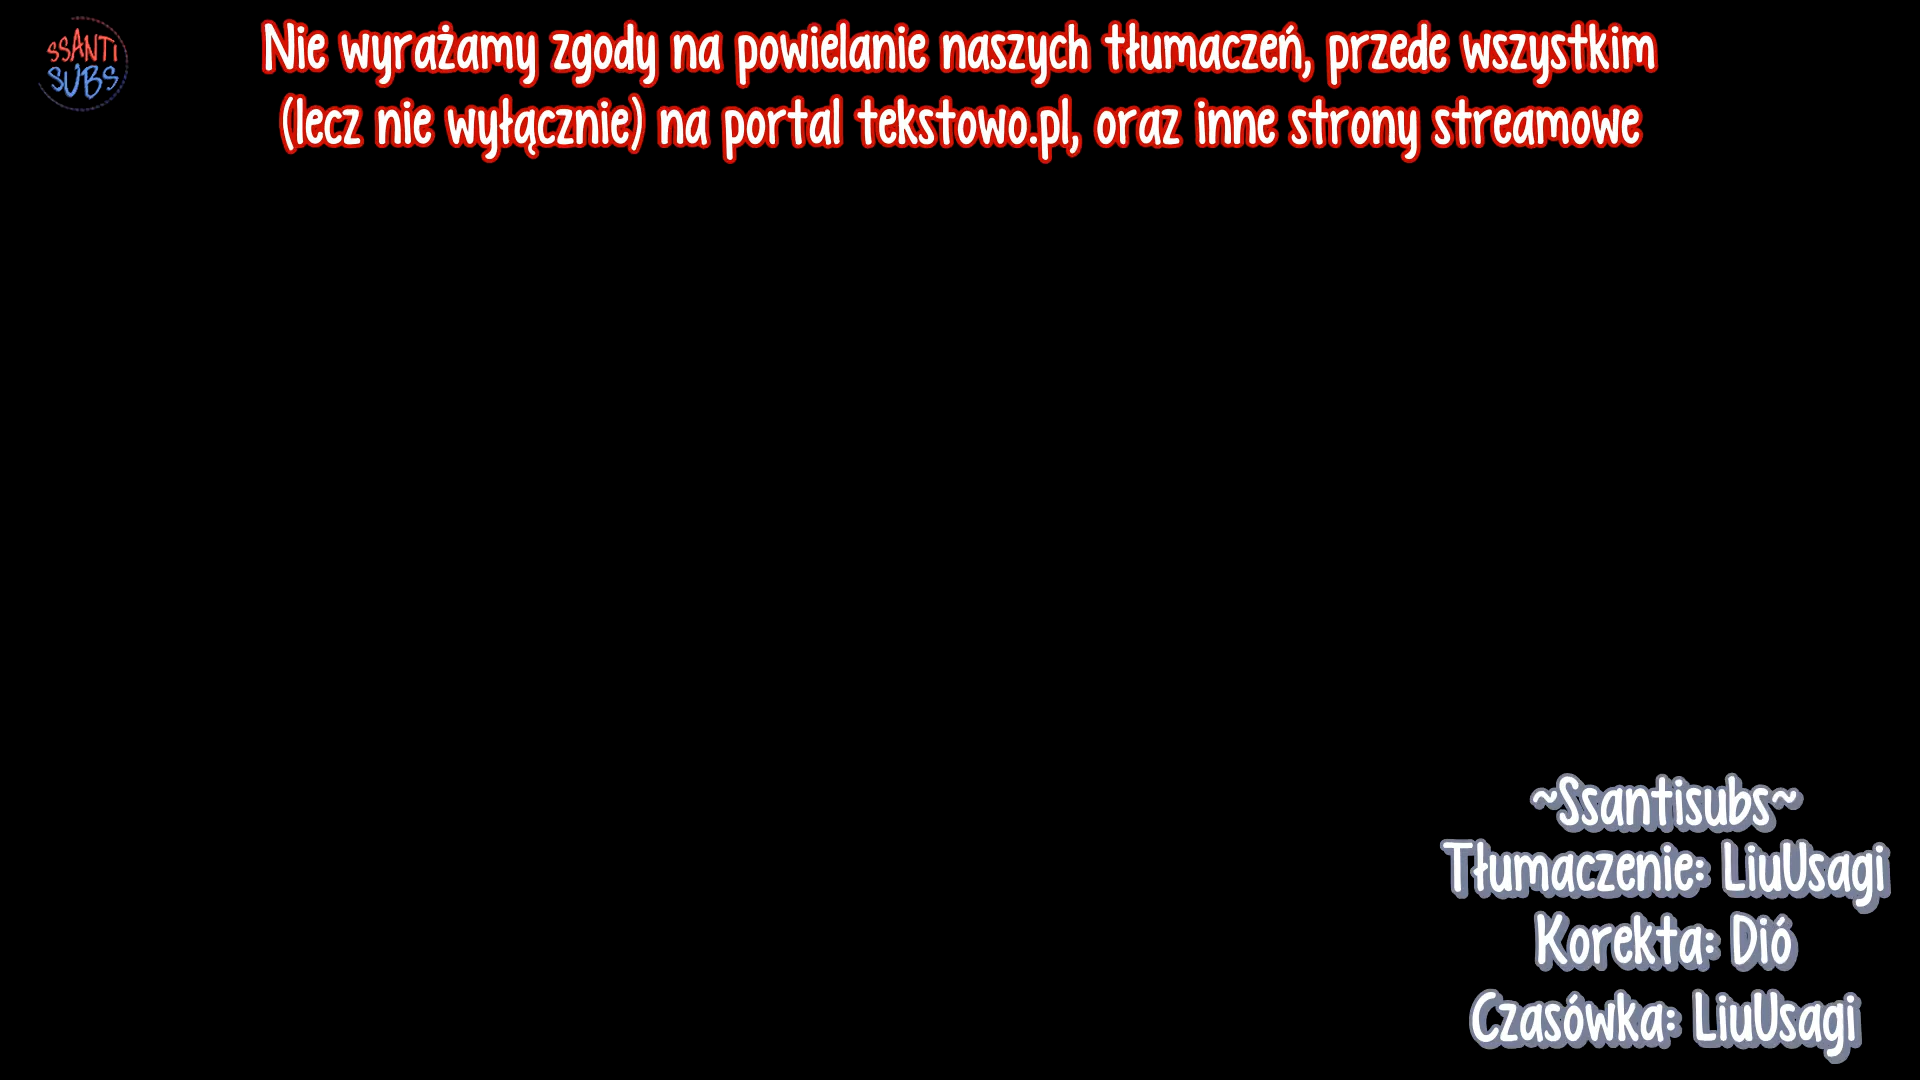 SSANTI
SUBS
Nie wyrażamy zgody na powielanie naszych tłumaczeń, przede wszystkim
(lecz nie wyłącznie) na portal tekstowo.pl, oraz inne strony streamowe
~Ssantisubs~
Tłumaczenie: LiuUsagi
Korekta: Dió
Czasówka: LiuUsagi